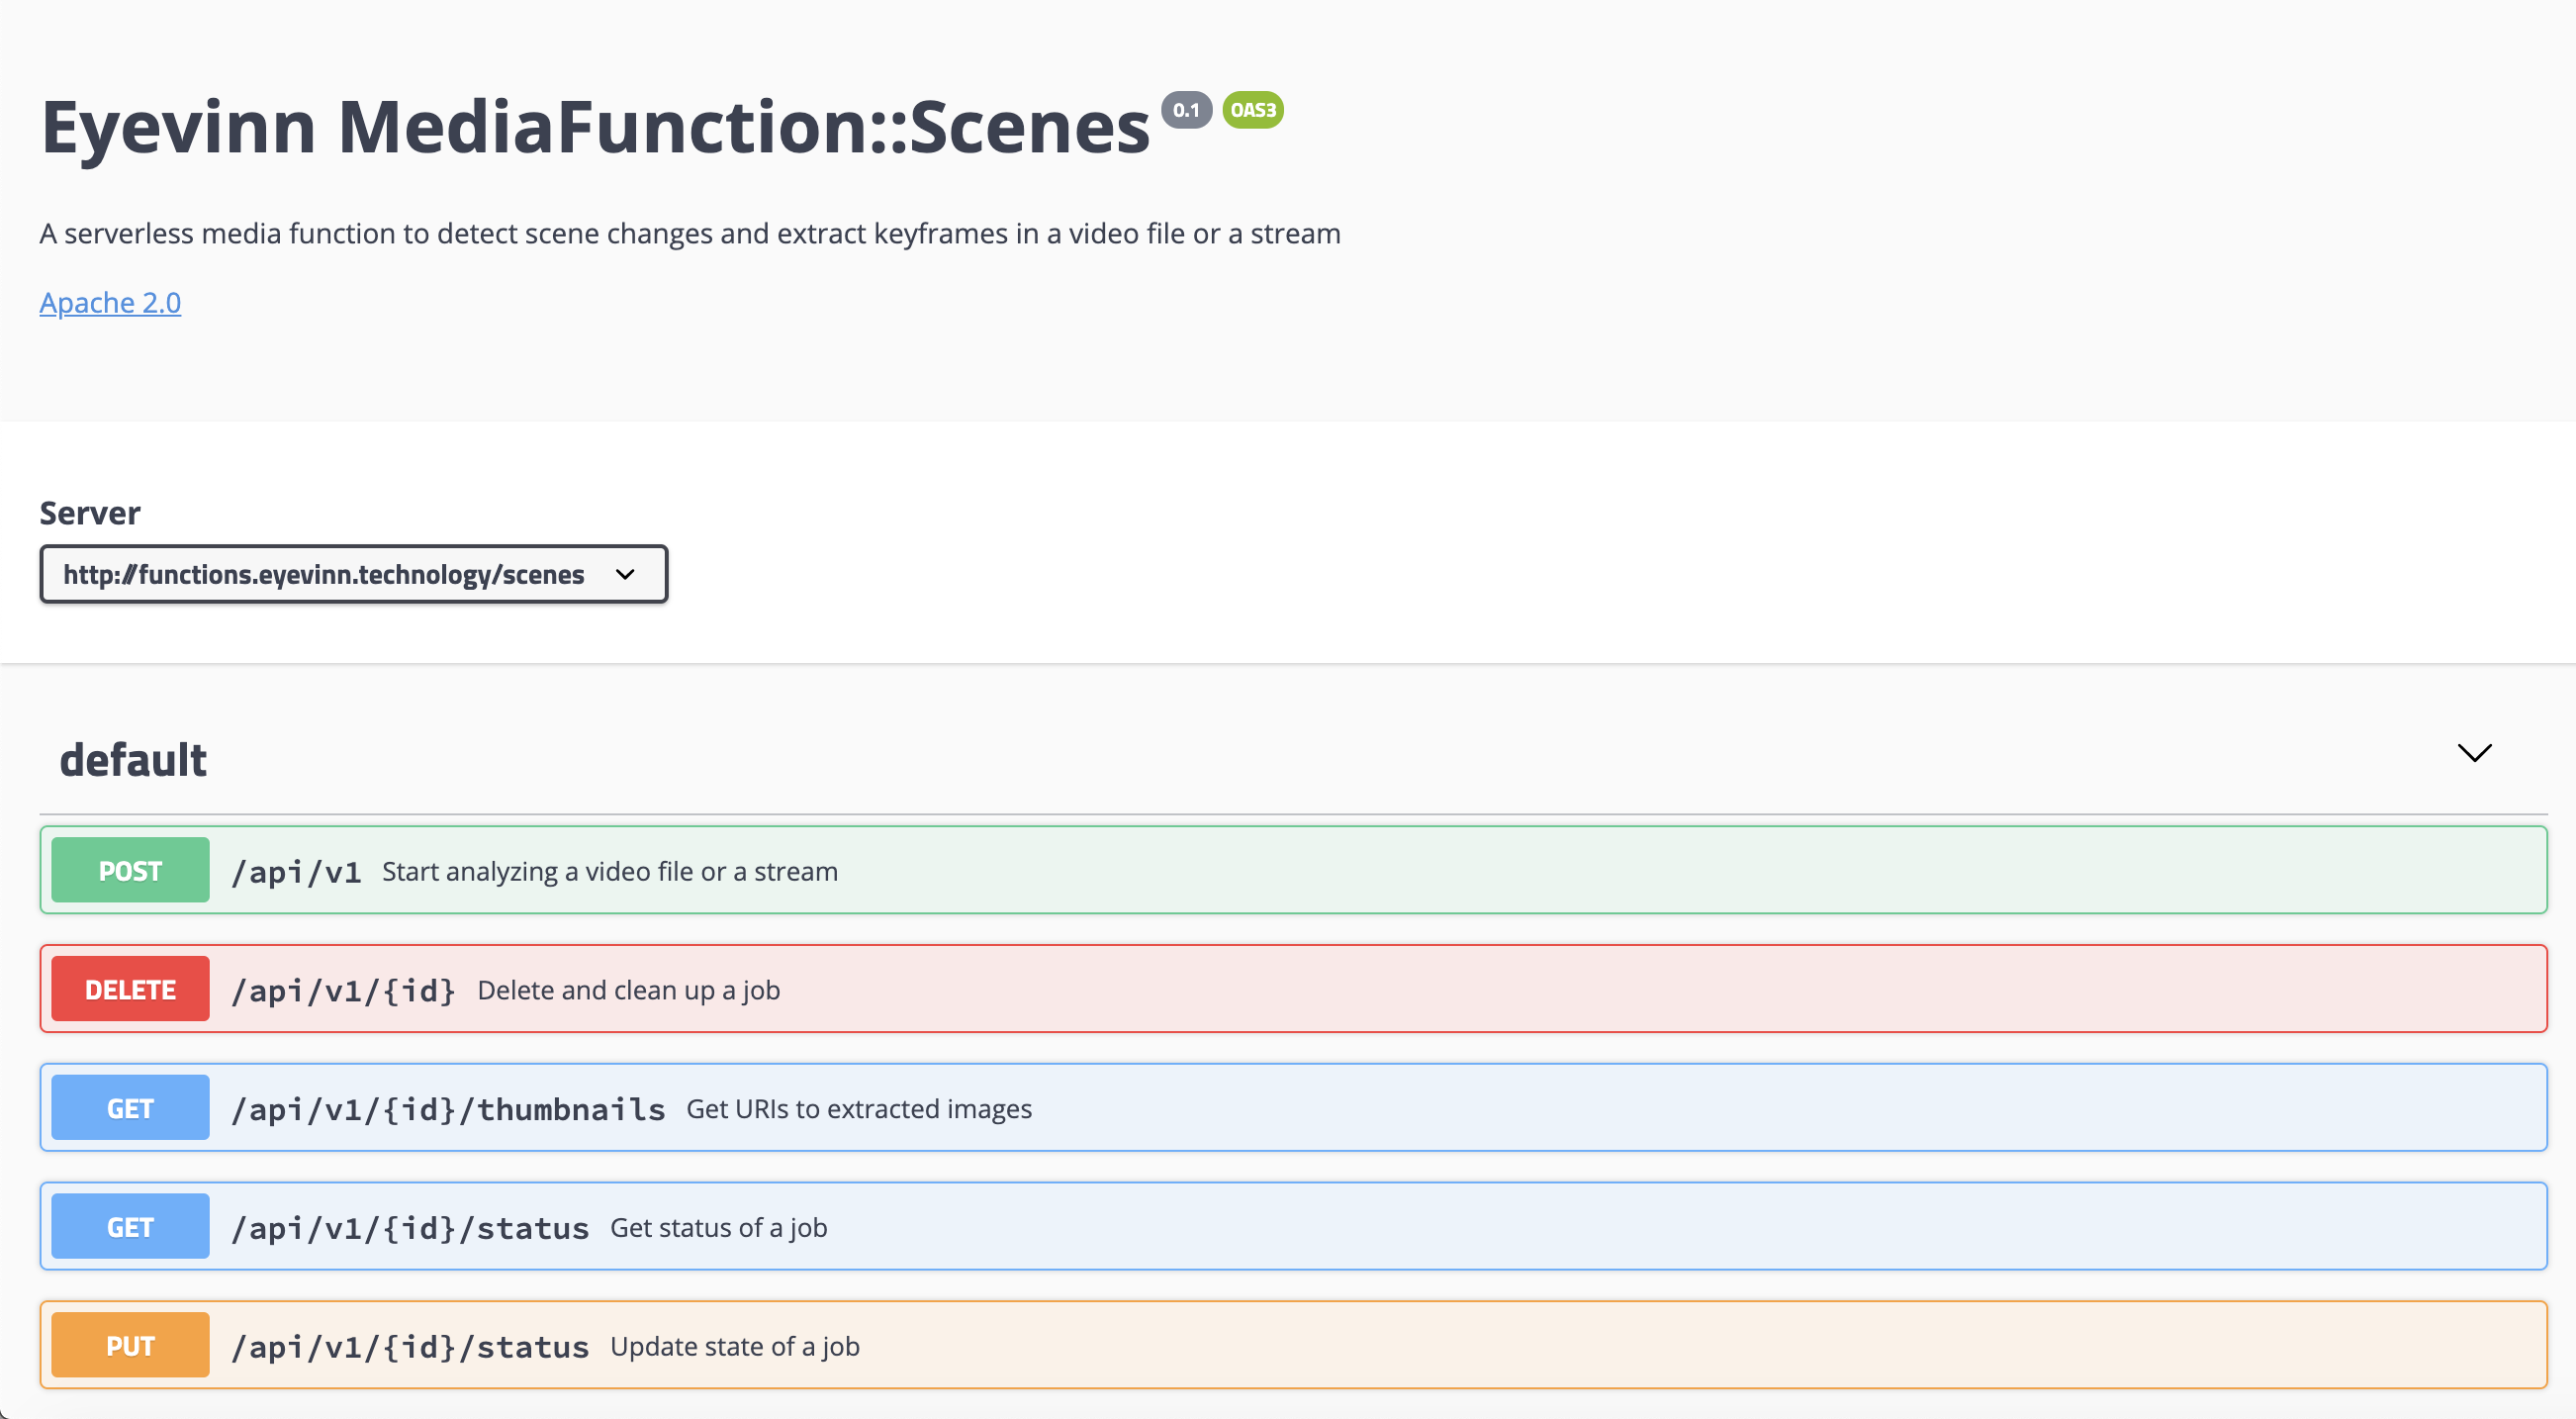 Eyevinn MediaFunction::Scenes 0.1 OAS3
A serverless media function to detect scene changes and extract keyframes in a video file or a stream
Apache 2.0
Server
http://functions.eyevinn.technology/scenes
default
POST /api/v1 Start analyzing a video file or a stream
DELETE /api/v1/{id} Delete and clean up a job
GET /api/v1/{id}/thumbnails Get URIs to extracted images
GET /api/v1/{id}/status Get status of a job
PUT /api/v1/{id}/status Update state of a job